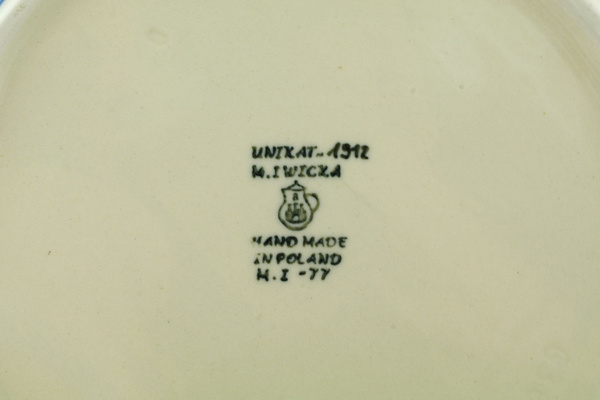 UNIKAT-1912
M.IWICKA
B
HAND MADE
IN POLAND
M.I -77